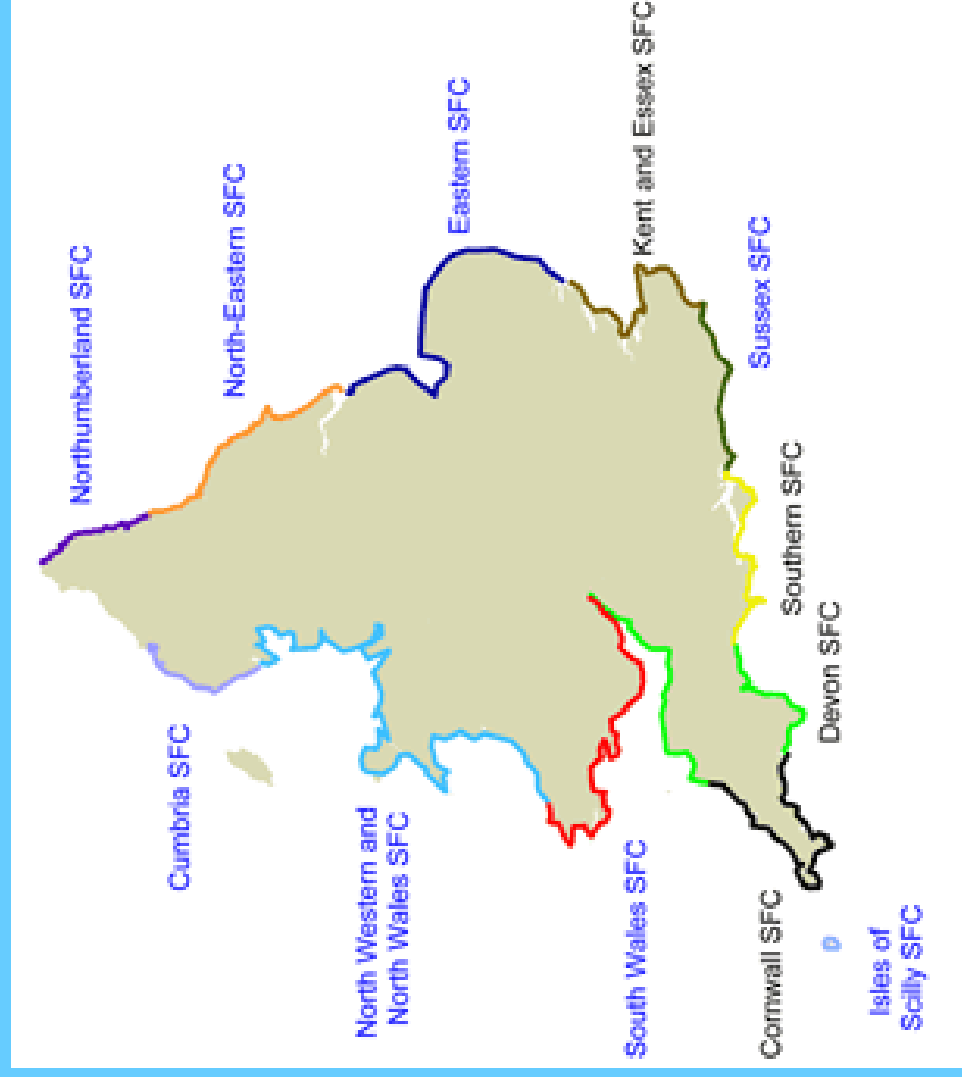 Northumberland SFC
North-Eastern SFC
Eastern SFC
Kent and Essex SFC
Sussex SFC
Southern SFC
Devon SFC
Cornwall SFC
Isles of
Scilly SFC
South Wales SFC
North Western and
North Wales SFC
Cumbria SFC